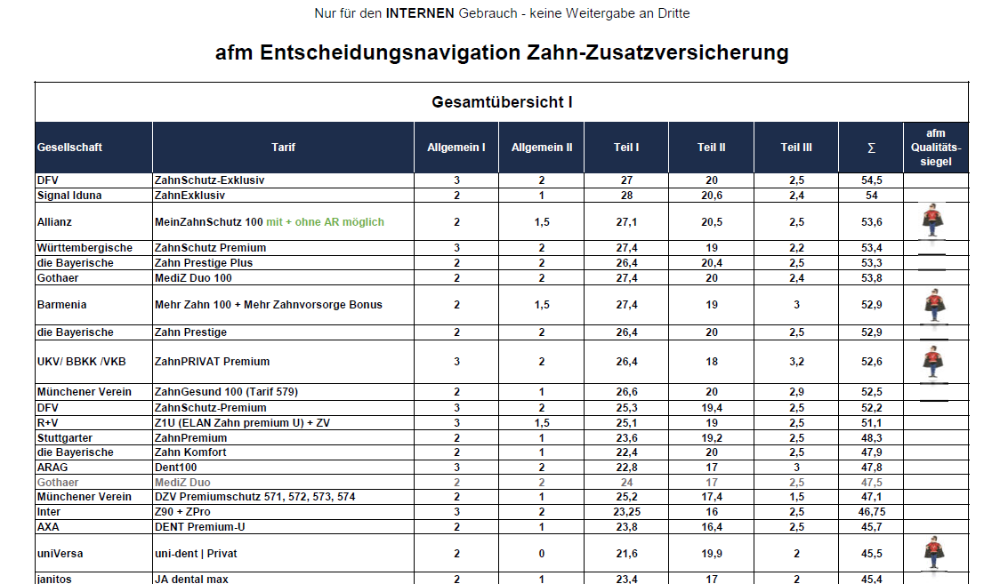 Nur für den INTERNEN Gebrauch - keine Weitergabe an Dritte
afm Entscheidungsnavigation Zahn-Zusatzversicherung
Gesamtübersicht I
Gesellschaft Tarif Allgemein I Allgemein II Teil I Teil II Teil III ∑ afm Qualitäts-siegel
DFV ZahnSchutz-Exklusiv 3 2 27 20 2,5 54,5
Signal Iduna ZahnExklusiv 2 1 28 20,6 2,4 54
Allianz MeinZahnSchutz 100 mit + ohne AR möglich 2 1,5 27,1 20,5 2,5 53,6
Württembergische ZahnSchutz Premium 3 2 27,4 19 2,2 53,4
die Bayerische Zahn Prestige Plus 2 2 26,4 20,4 2,5 53,3
Gothaer MediZ Duo 100 2 2 27,4 20 2,4 53,8
Barmenia Mehr Zahn 100 + Mehr Zahnvorsorge Bonus 2 1,5 27,4 19 3 52,9
die Bayerische Zahn Prestige 2 2 26,4 20 2,5 52,9
UKV/ BBKK /VKB ZahnPRIVAT Premium 3 2 26,4 18 3,2 52,6
Münchener Verein ZahnGesund 100 (Tarif 579) 2 1 26,6 20 2,9 52,5
DFV ZahnSchutz-Premium 3 2 25,3 19,4 2,5 52,2
R+V Z1U (ELAN Zahn premium U) + ZV 3 1,5 25,1 19 2,5 51,1
Stuttgarter ZahnPremium 2 1 23,6 19,2 2,5 48,3
die Bayerische Zahn Komfort 2 1 22,4 20 2,5 47,9
ARAG Dent100 3 2 22,8 17 3 47,8
Gothaer MediZ Duo 2 2 24 17 2,5 47,5
Münchener Verein DZV Premiumschutz 571, 572, 573, 574 2 1 25,2 17,4 1,5 47,1
Inter Z90 + ZPro 3 2 23,25 16 2,5 46,75
AXA DENT Premium-U 2 1 23,8 16,4 2,5 45,7
uniVersa uni-dent | Privat 2 0 21,6 19,9 2 45,5
janitos JA dental max 2 1 23,4 17 2 45,4